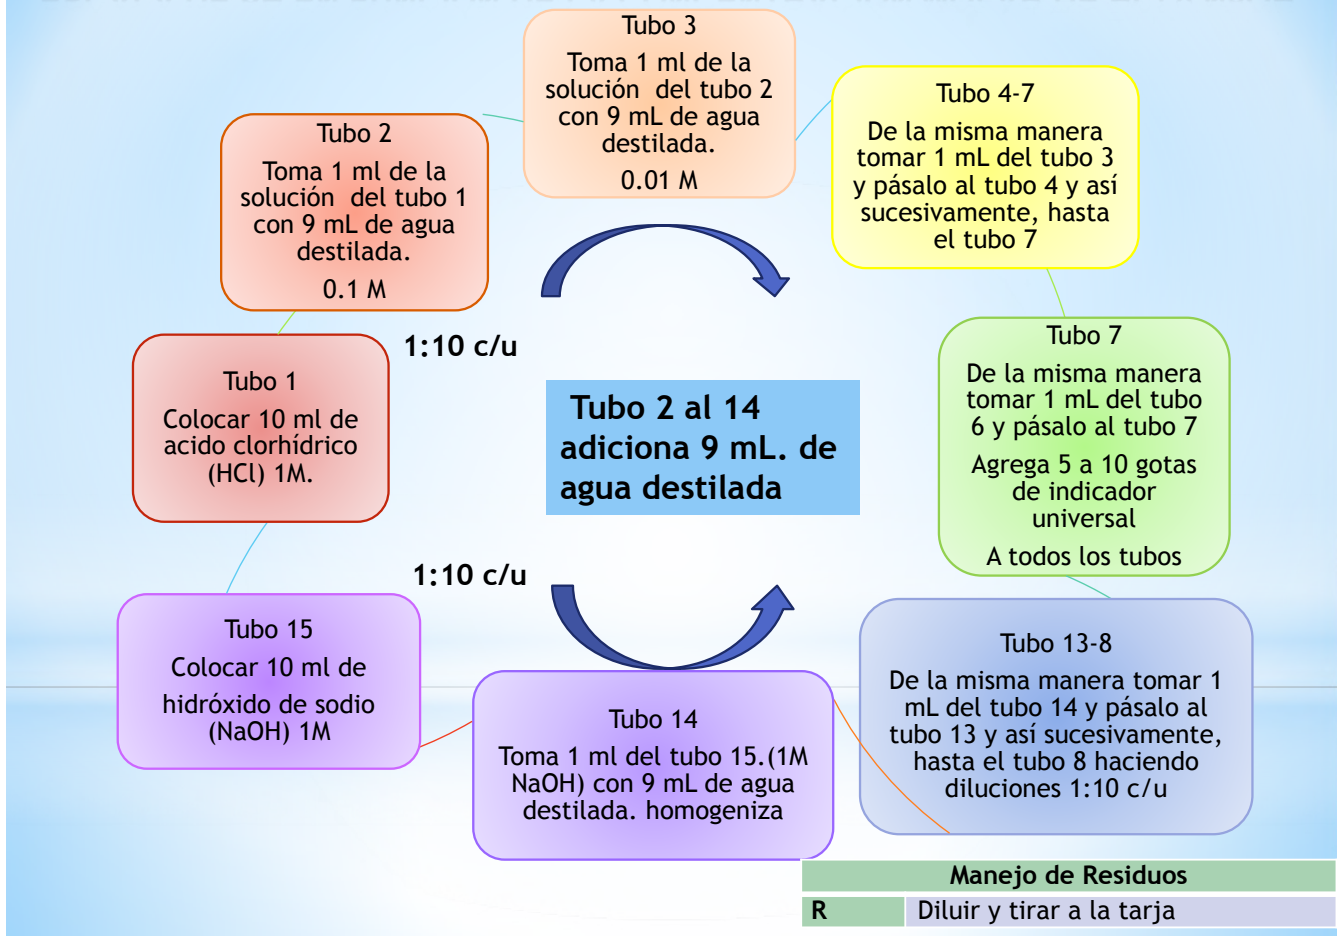 Tubo 3
Toma 1 ml de la
solución del tubo 2
con 9 mL de agua
destilada.
0.01 M
Tubo 4-7
De la misma manera
tomar 1 mL del tubo 3
y pásalo al tubo 4 y así
sucesivamente, hasta
el tubo 7
Tubo 2
Toma 1 ml de la
solución del tubo 1
con 9 mL de agua
destilada.
0.1 M
1:10 c/u
Tubo 7
De la misma manera
tomar 1 mL del tubo
6 y pásalo al tubo 7
Agrega 5 a 10 gotas
de indicador
universal
A todos los tubos
Tubo 1
Colocar 10 ml de
acido clorhídrico
(HCl) 1M.
Tubo 2 al 14
adiciona 9 mL. de
agua destilada
1:10 c/u
Tubo 15
Colocar 10 ml de
hidróxido de sodio
(NaOH) 1M
Tubo 14
Toma 1 ml del tubo 15.(1M
NaOH) con 9 mL de agua
destilada. homogeniza
Tubo 13-8
De la misma manera tomar 1
mL del tubo 14 y pásalo al
tubo 13 y así sucesivamente,
hasta el tubo 8 haciendo
diluciones 1:10 c/u
Manejo de Residuos
R Diluir y tirar a la tarja